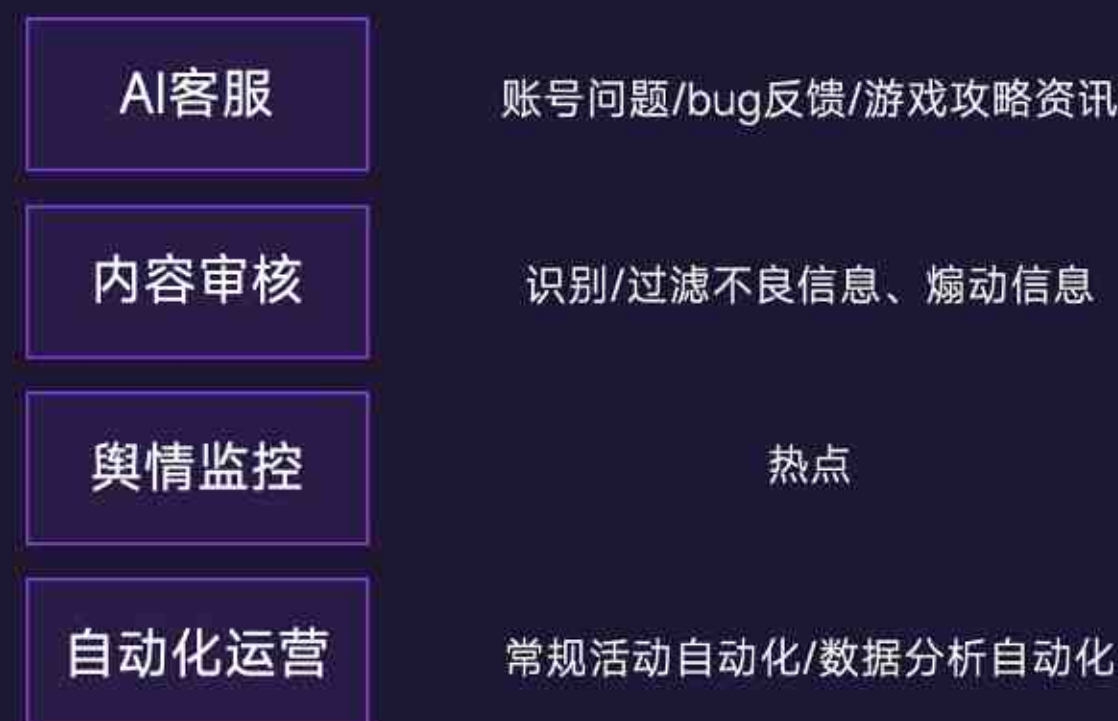 AI客服
账号问题/bug反馈/游戏攻略资讯
内容审核
识别/过滤不良信息、煽动信息
舆情监控
热点
自动化运营
常规活动自动化/数据分析自动化